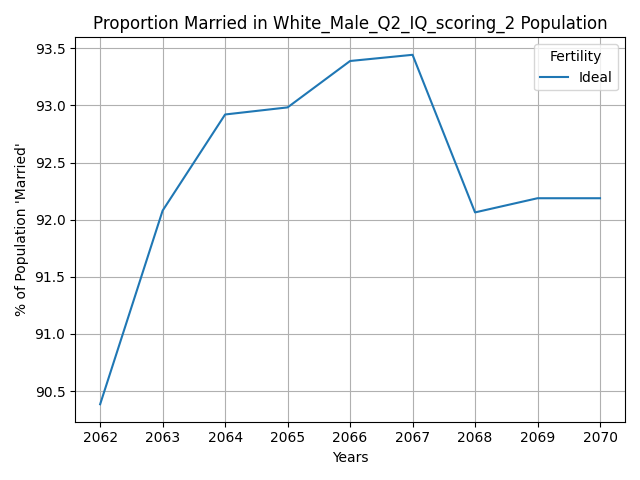 Proportion Married in White_Male_Q2_IQ_scoring_2 Population
% of Population 'Married'
93.5
93.0
92.5
92.0
91.5
91.0
90.5
Fertility
Ideal
2062 2063 2064 2065 2066 2067 2068 2069 2070
Years